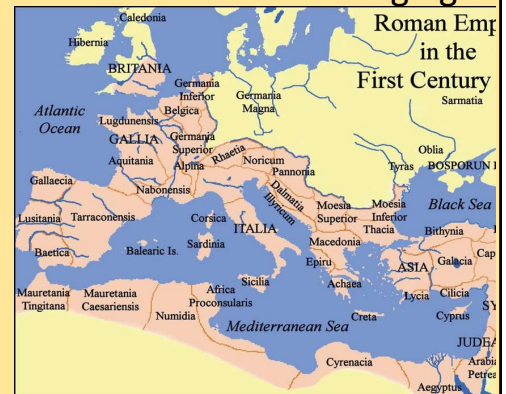 Roman Emp
in the
First Century
Caledonia
Hibernia
BRITANIA
Atlantic
Ocean
Germania
Inferior
Belgica
Lugdunensis
GALLIA
Germania
Superior
Aquitania
Alpina
Nabonensis
Germania
Magna
Sarmatia
Rhaetia
Noricum
Pannonia
Dalmatia
Illyricum
Oblia
Tyras
BOSPORUN
Gallaecia
Lusitania
Tarraconensis
Baetica
Balearic Is.
Corsica
Sardinia
ITALIA
Sicilia
Moesia
Superior
Moesia
Inferior
Thacia
Black Sea
Macedonia
Epiru
Achaea
Bithynia
ASIA
Galacia
Cap
Lycia
Cilicia
Creta
Cyprus
SY
JUDEA
Mauretania
Tingitana
Mauretania
Caesariensis
Numidia
Africa
Proconsularis
Mediterranean Sea
Cyrenacia
Aegyptus
Arabi
Petrea